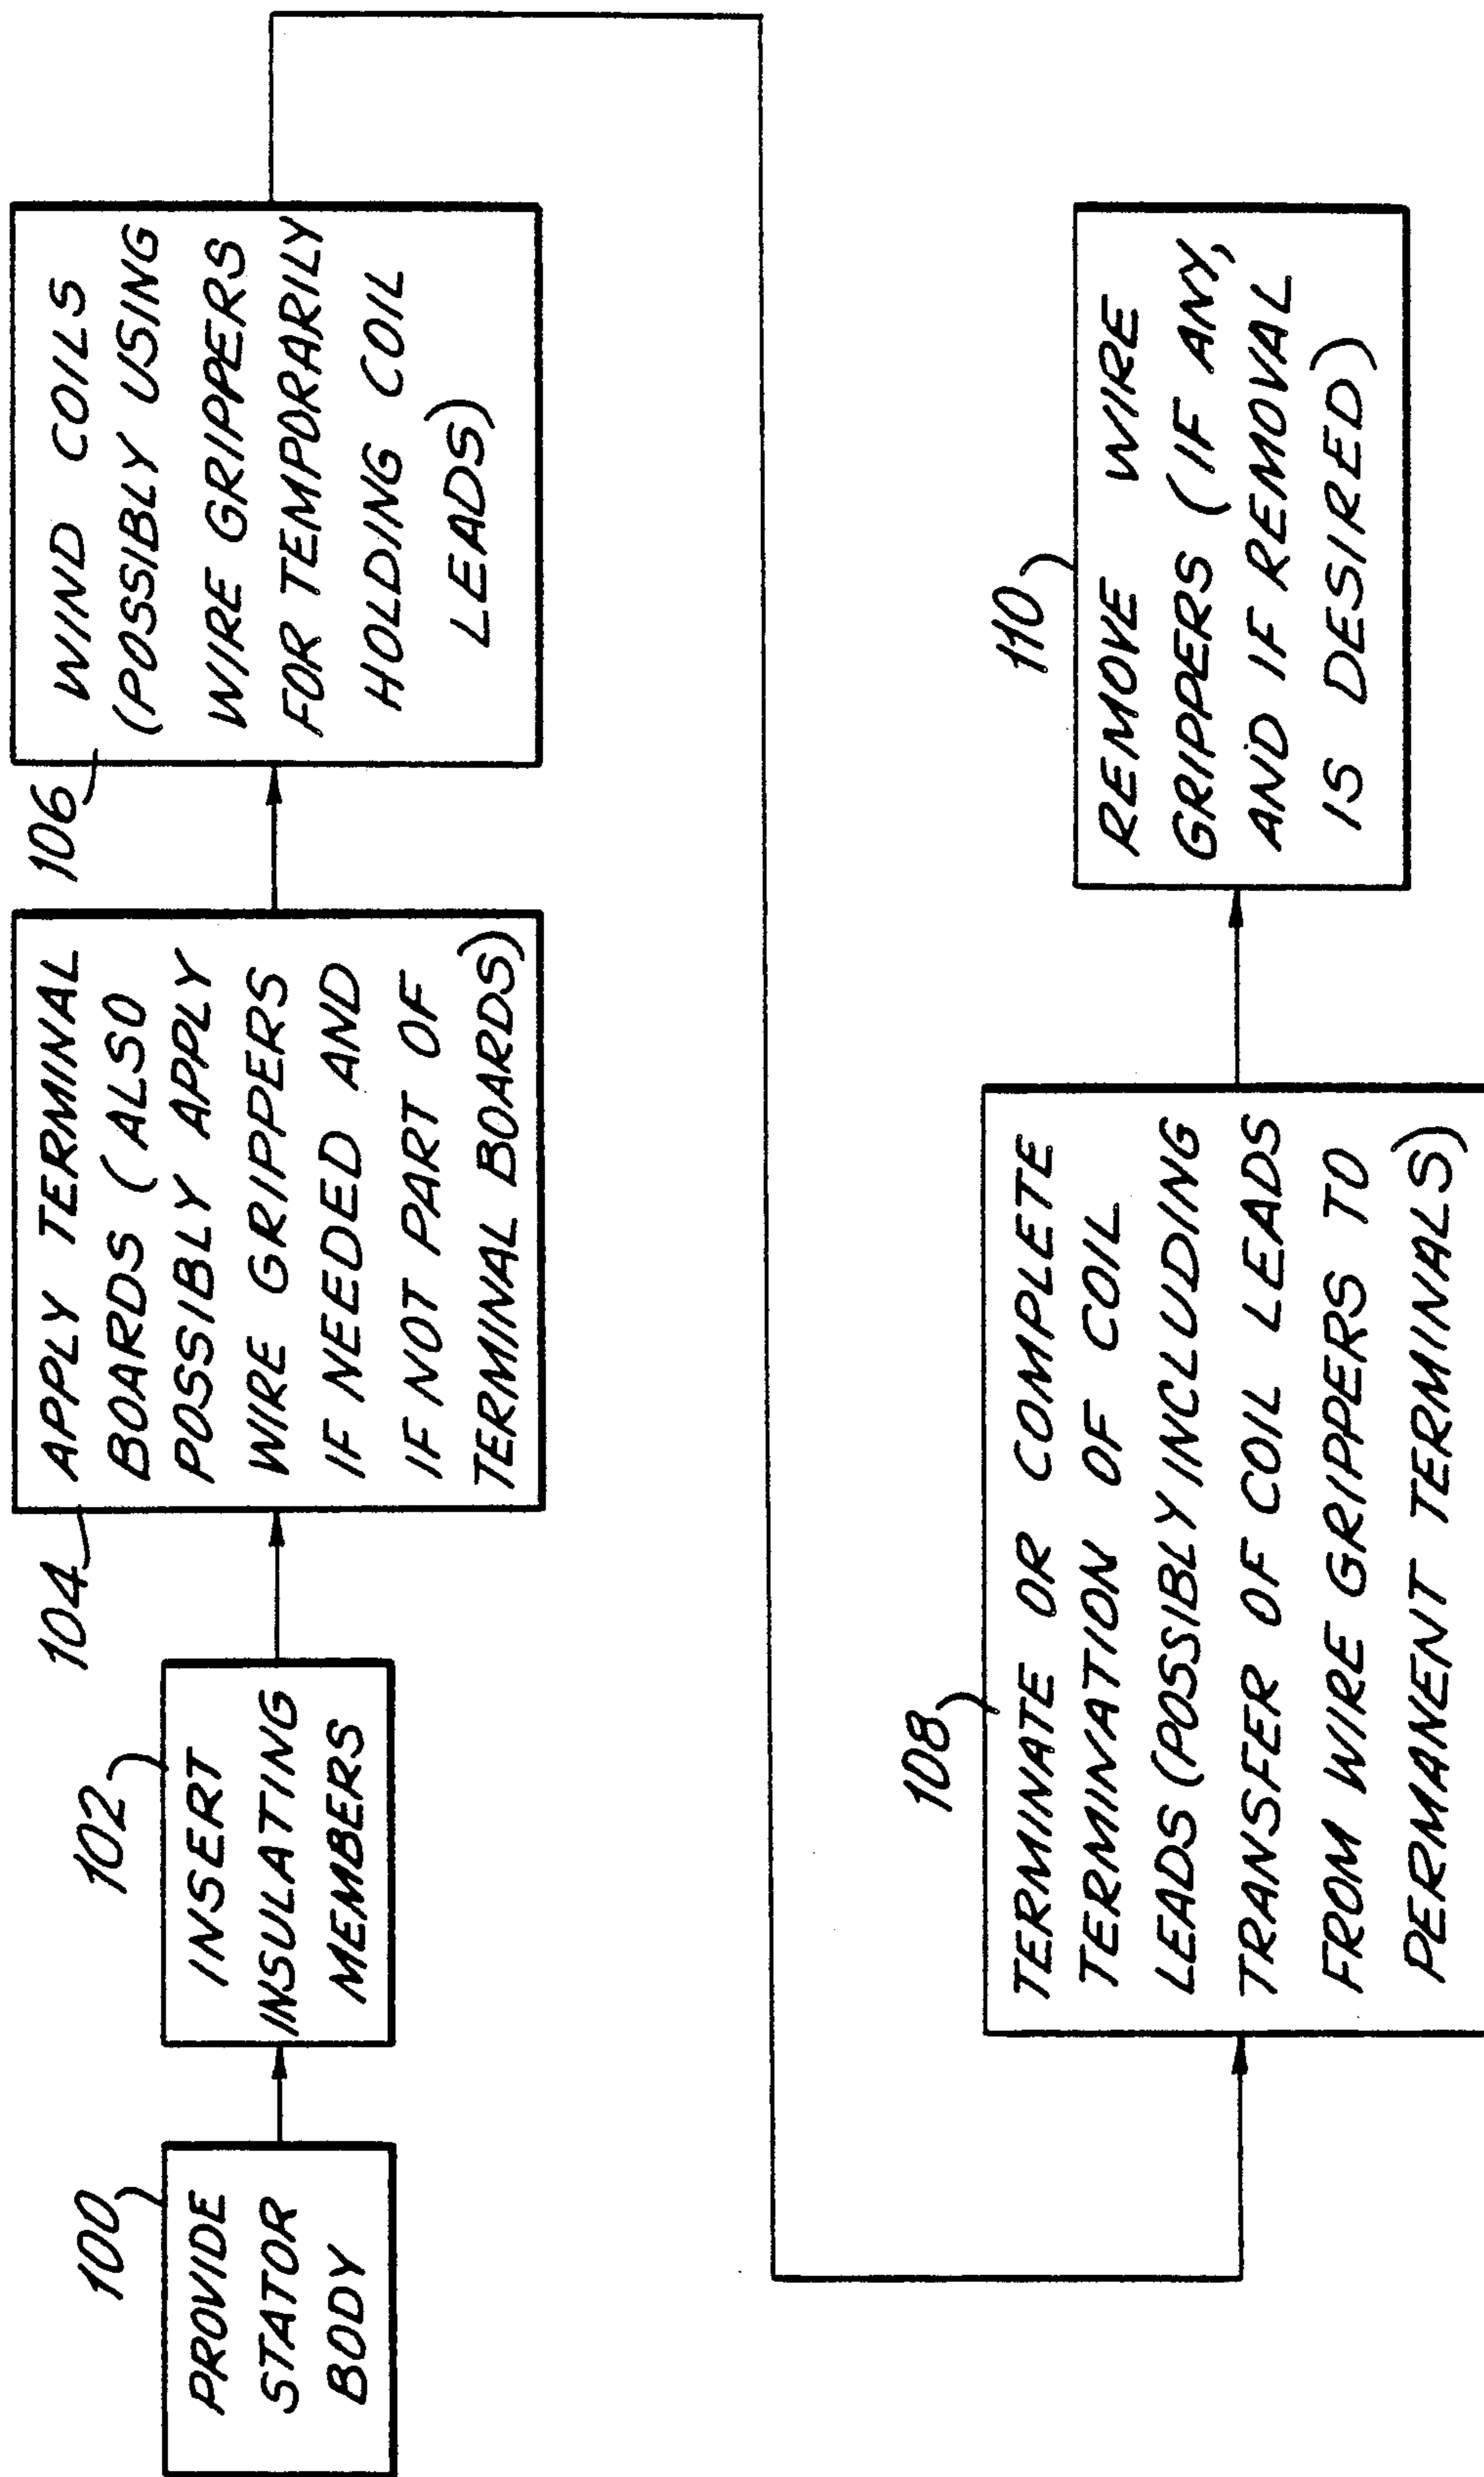 100
PROVIDE
STATOR
BODY
102
INSERT
INSULATING
MEMBERS
104
APPLY TERMINAL
BOARDS (ALSO
POSSIBLY APPLY
WIRE GRIPPERS
IF NEEDED AND
IF NOT PART OF
TERMINAL BOARDS)
106
WIND COILS
(POSSIBLY USING
WIRE GRIPPERS
FOR TEMPORARILY
HOLDING COIL
LEADS)
108
TERMINATE OR COMPLETE
TERMINATION OF COIL
LEADS (POSSIBLY INCLUDING
TRANSFER OF COIL LEADS
FROM WIRE GRIPPERS TO
PERMANENT TERMINALS)
110
REMOVE WIRE
GRIPPERS (IF ANY,
AND IF REMOVAL
IS DESIRED)